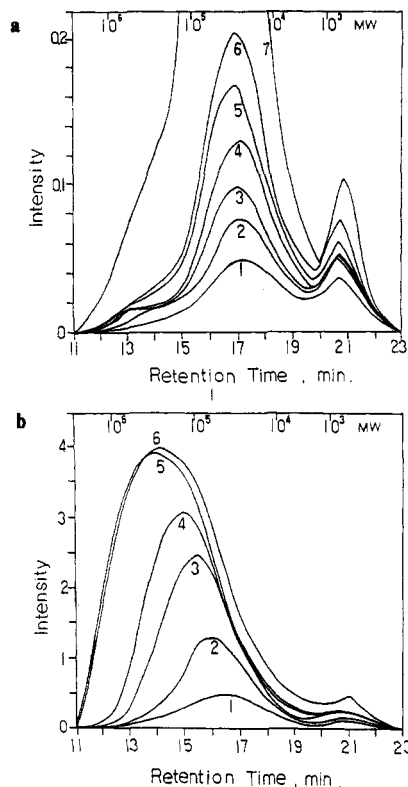 a
10⁶ 10⁵ 10⁴ 10³ MW
0.2
6 7
5
4
3
2
1
0.1
0
Intensity
11 13 15 17 19 21 23
Retention Time , min.
b
10⁶ 10⁵ 10⁴ 10³ MW
4
6
5
4
3
2
1
3
2
1
0
Intensity
11 13 15 17 19 21 23
Retention Time, min.